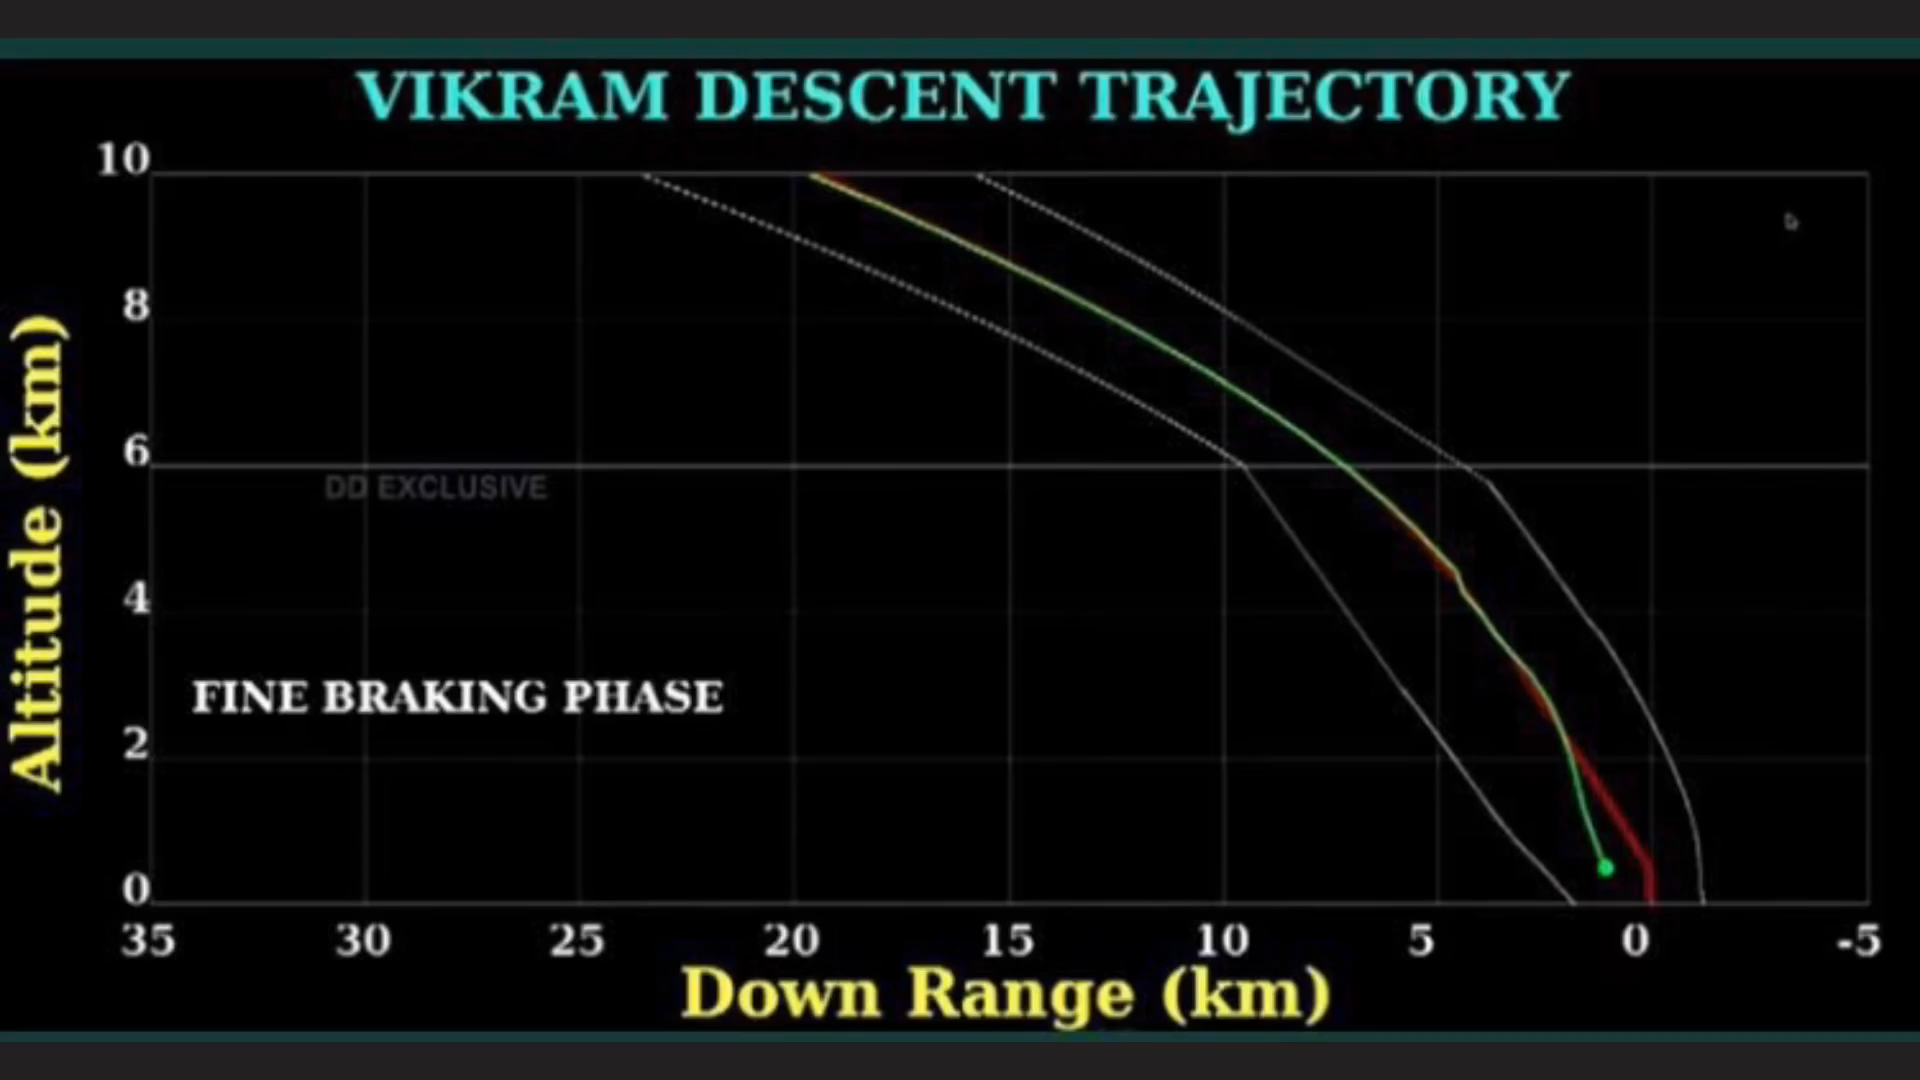 VIKRAM DESCENT TRAJECTORY
10
8
6
4
2
0
Altitude (km)
DD EXCLUSIVE
FINE BRAKING PHASE
35 30 25 20 15 10 5 0 -5
Down Range (km)